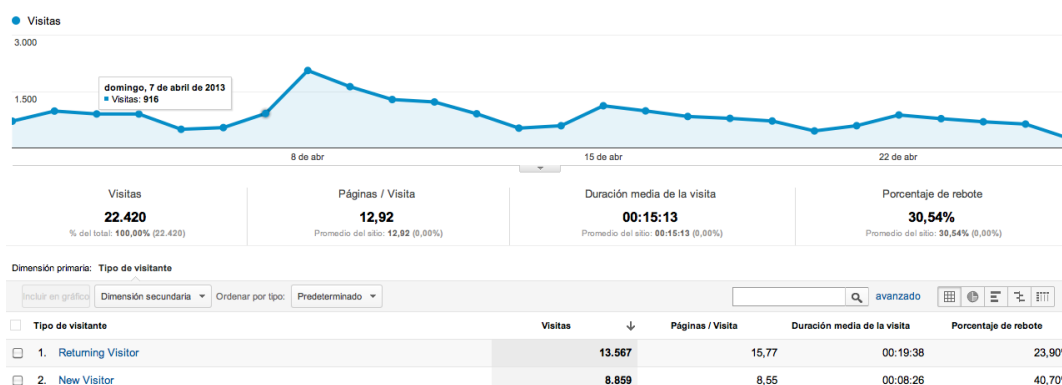 Visitas
3.000
domingo, 7 de abril de 2013
Visitas: 916
1.500
8 de abr 15 de abr 22 de abr
Visitas Páginas / Visita Duración media de la visita Porcentaje de rebote
22.420 12,92 00:15:13 30,54%
% del total: 100,00% (22.420) Promedio del sitio: 12,92 (0,00%) Promedio del sitio: 00:15:13 (0,00%) Promedio del sitio: 30,54% (0,00%)
Dimensión primaria: Tipo de visitante
Incluir en gráfico Dimensión secundaria Ordenar por tipo: Predeterminado avanzado
Tipo de visitante Visitas Páginas / Visita Duración media de la visita Porcentaje de rebote
1. Returning Visitor 13.567 15,77 00:19:38 23,90%
2. New Visitor 8.859 8,55 00:08:26 40,70%